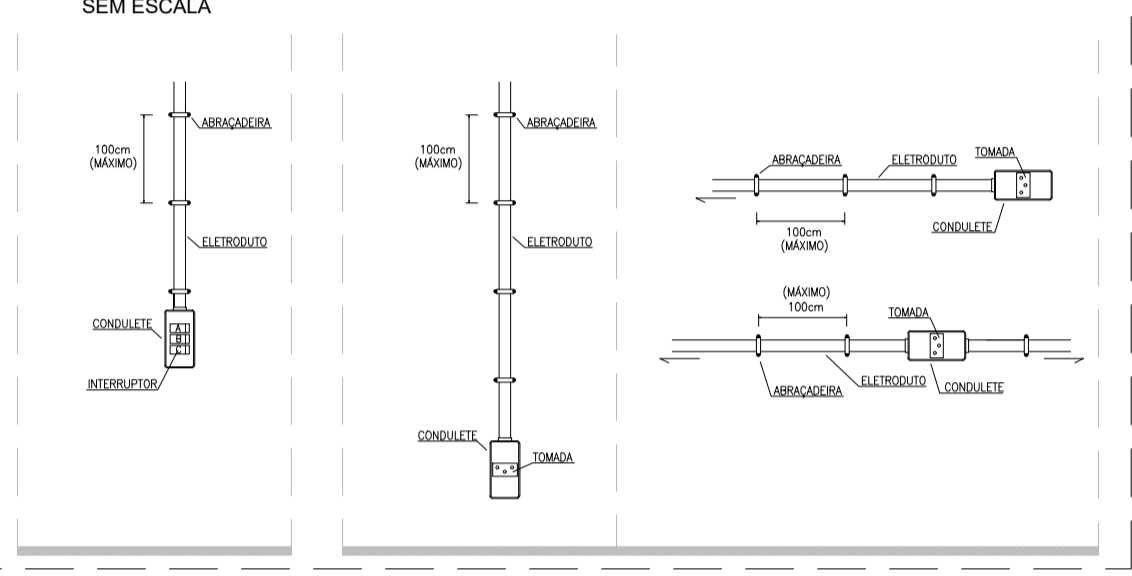 SEM ESCALA
ABRAÇADEIRA
100cm
(MÁXIMO)
ELETRODUTO
CONDULETE
A
B
C
INTERRUPTOR
ABRAÇADEIRA
100cm
(MÁXIMO)
ELETRODUTO
CONDULETE
TOMADA
ABRAÇADEIRA
ELETRODUTO
TOMADA
CONDULETE
100cm
(MÁXIMO)
(MÁXIMO)
100cm
TOMADA
ABRAÇADEIRA
ELETRODUTO
CONDULETE